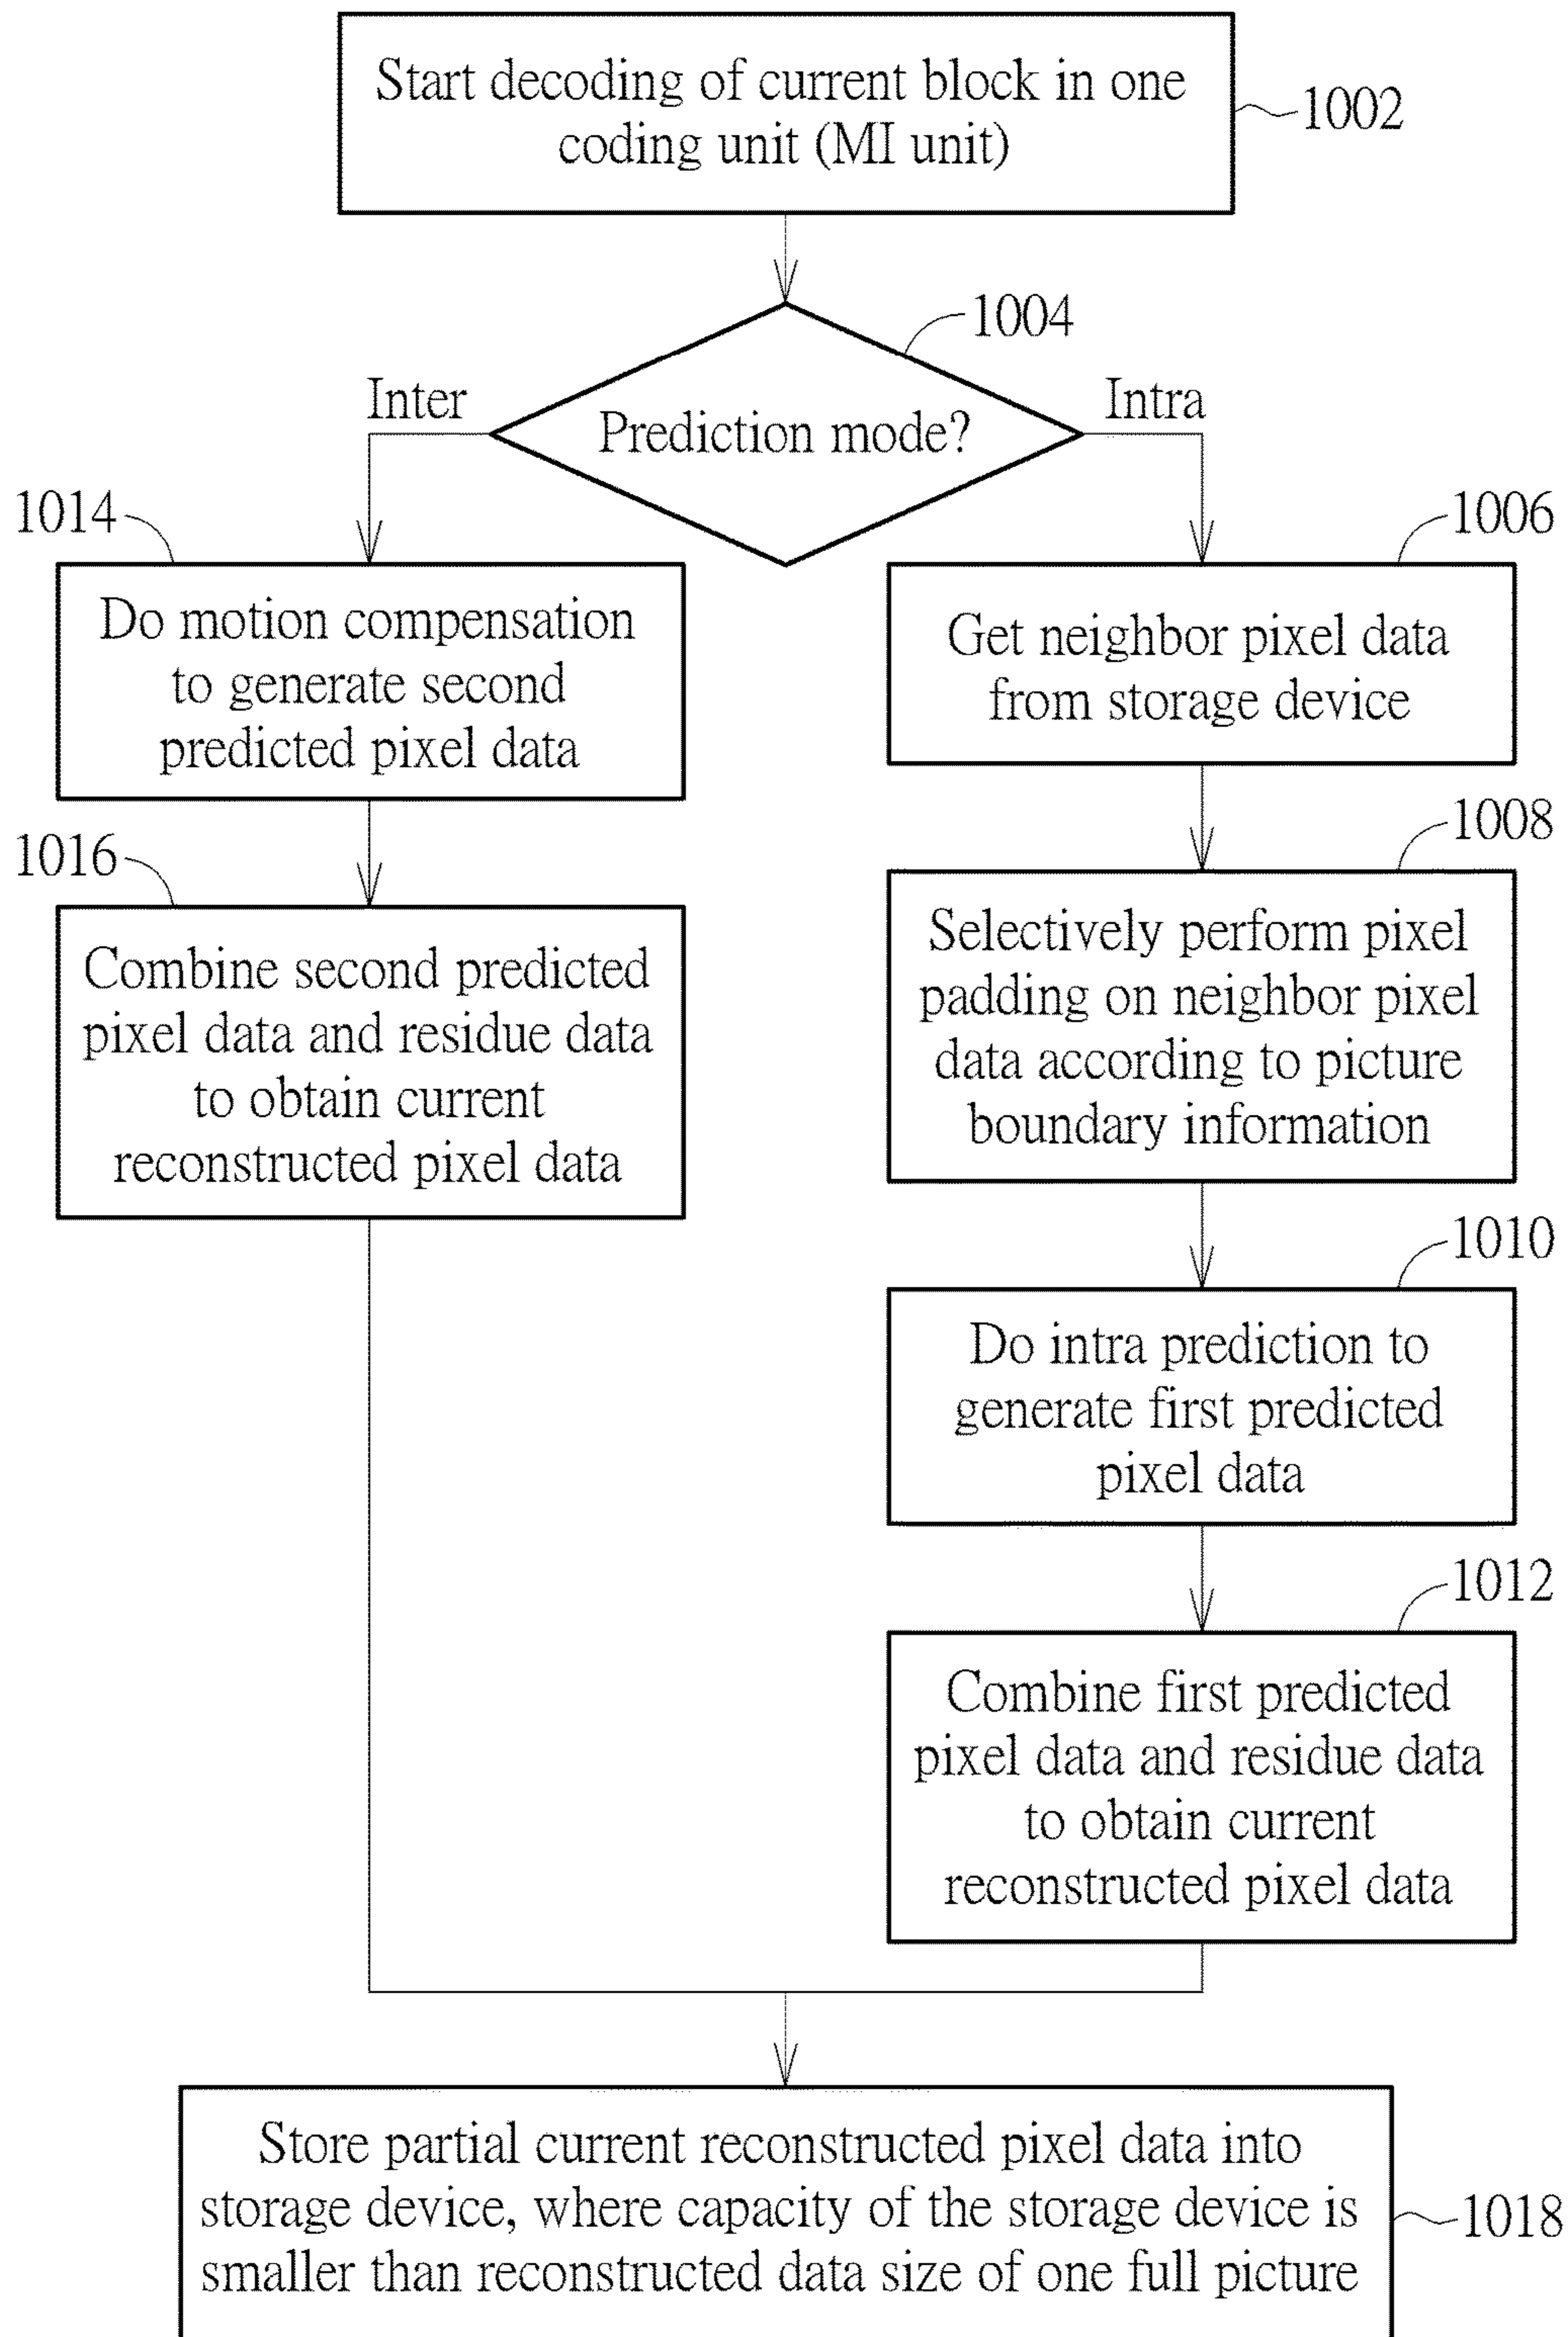 Start decoding of current block in one
coding unit (MI unit)
1002
1004
Prediction mode?
Inter
Intra
1014
Do motion compensation
to generate second
predicted pixel data
1016
Combine second predicted
pixel data and residue data
to obtain current
reconstructed pixel data
1006
Get neighbor pixel data
from storage device
1008
Selectively perform pixel
padding on neighbor pixel
data according to picture
boundary information
1010
Do intra prediction to
generate first predicted
pixel data
1012
Combine first predicted
pixel data and residue data
to obtain current
reconstructed pixel data
Store partial current reconstructed pixel data into
storage device, where capacity of the storage device is
smaller than reconstructed data size of one full picture
1018